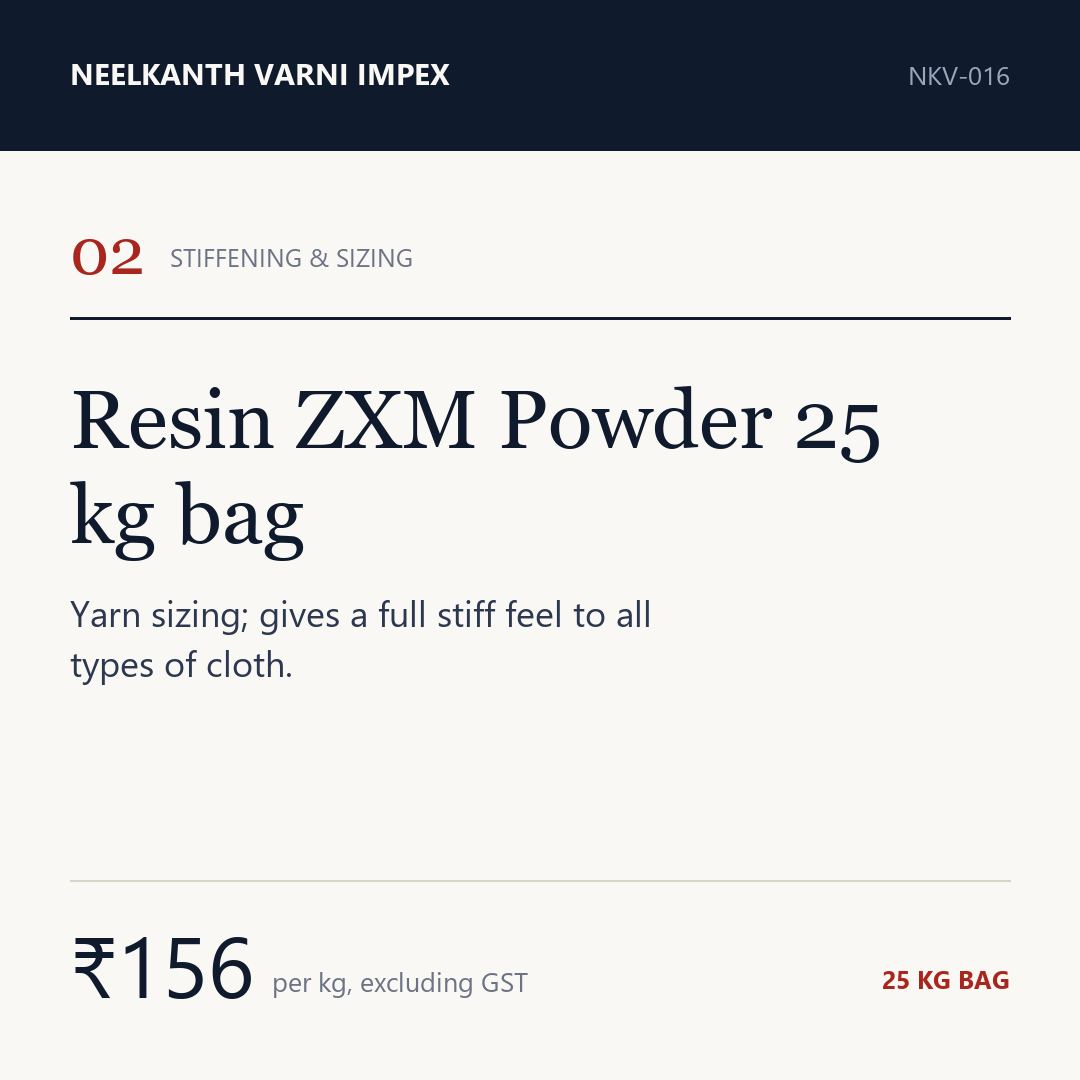 NEELKANTH VARNI IMPEX
NKV-016
02
STIFFENING & SIZING
Resin ZXM Powder 25
kg bag
Yarn sizing; gives a full stiff feel to all
types of cloth.
₹156
per kg, excluding GST
25 KG BAG